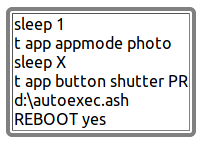 sleep 1
t app appmode photo
sleep X
t app button shutter PR
d:\autoexec.ash
REBOOT yes